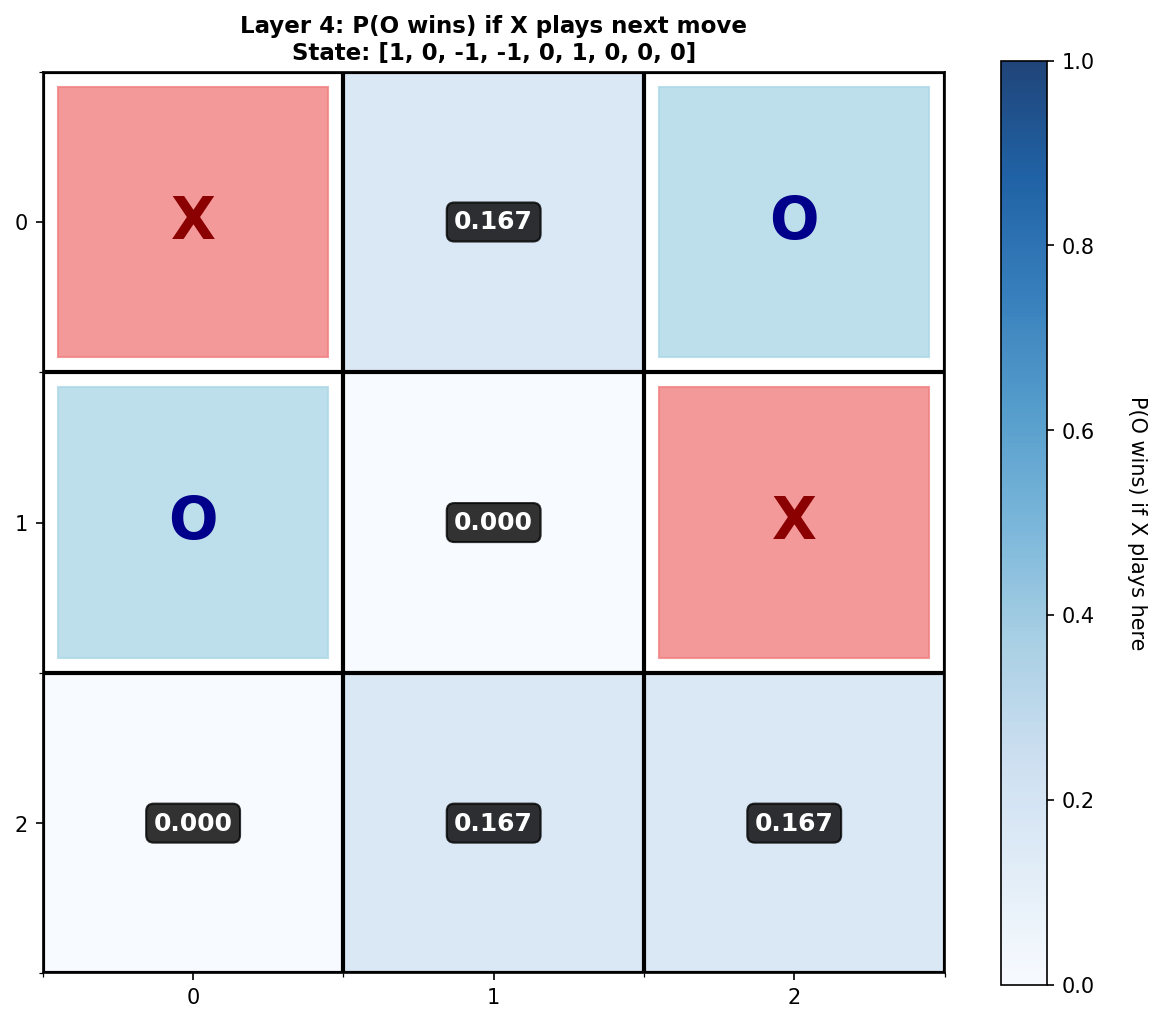 Layer 4: P(O wins) if X plays next move
State: [1, 0, -1, -1, 0, 1, 0, 0, 0]
X
0.167
O
O
0.000
X
0.000
0.167
0.167
0
1
2
0
1
2
1.0
0.8
0.6
0.4
0.2
0.0
P(O wins) if X plays here